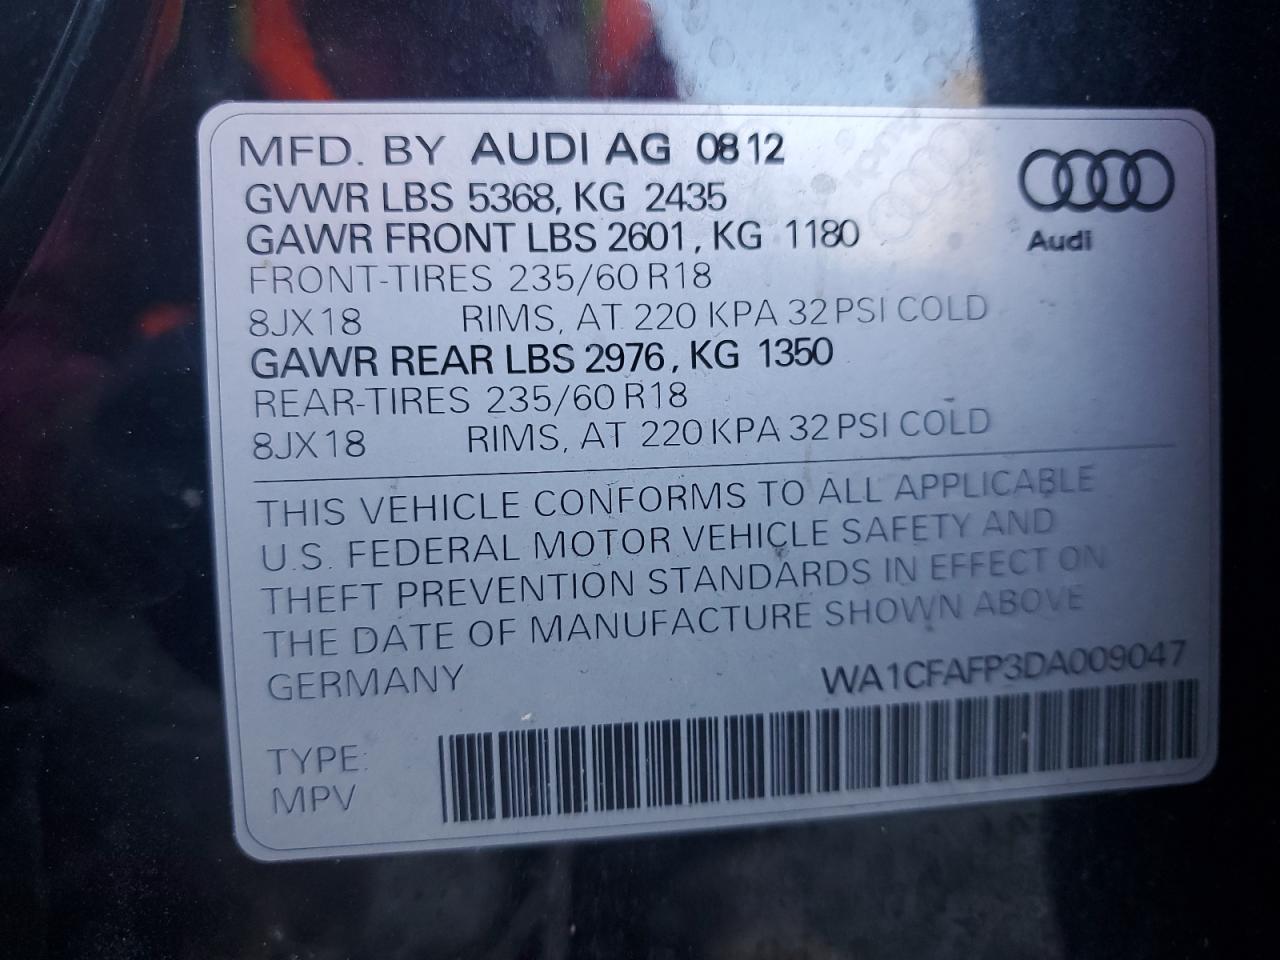 MFD. BY AUDI AG 0812
GVWR LBS 5368, KG 2435
GAWR FRONT LBS 2601, KG 1180
FRONT-TIRES 235/60 R18
8JX18 RIMS, AT 220 KPA 32 PSI COLD
GAWR REAR LBS 2976, KG 1350
REAR-TIRES 235/60 R18
8JX18 RIMS, AT 220 KPA 32 PSI COLD
Audi
THIS VEHICLE CONFORMS TO ALL APPLICABLE
U.S. FEDERAL MOTOR VEHICLE SAFETY AND
THEFT PREVENTION STANDARDS IN EFFECT ON
THE DATE OF MANUFACTURE SHOWN ABOVE
GERMANY WA1CFAFP3DA009047
TYPE:
MPV